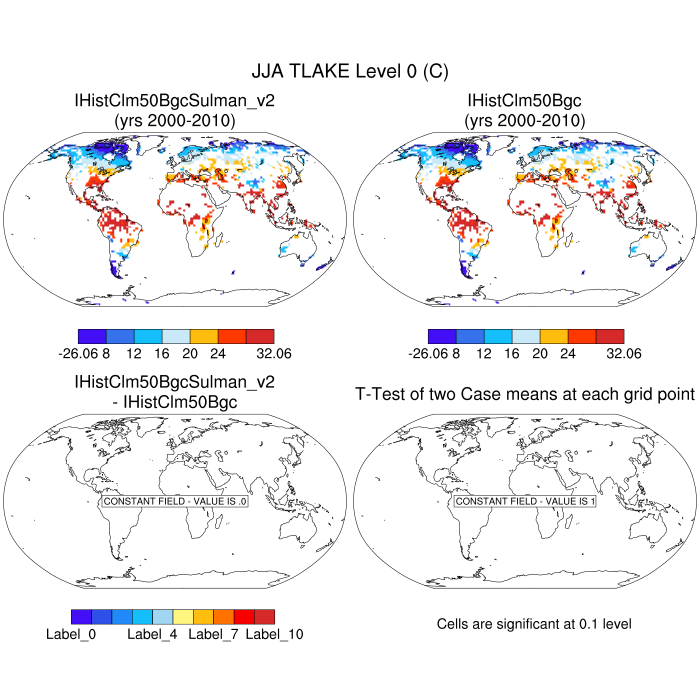 JJA TLAKE Level 0 (C)
IHistClm50BgcSulman_v2
(yrs 2000-2010)
IHistClm50Bgc
(yrs 2000-2010)
-26.06 8 12 16 20 24 32.06
-26.06 8 12 16 20 24 32.06
IHistClm50BgcSulman_v2
- IHistClm50Bgc
T-Test of two Case means at each grid point
CONSTANT FIELD - VALUE IS .0
CONSTANT FIELD - VALUE IS 1
Label_0 Label_4 Label_7 Label_10
Cells are significant at 0.1 level